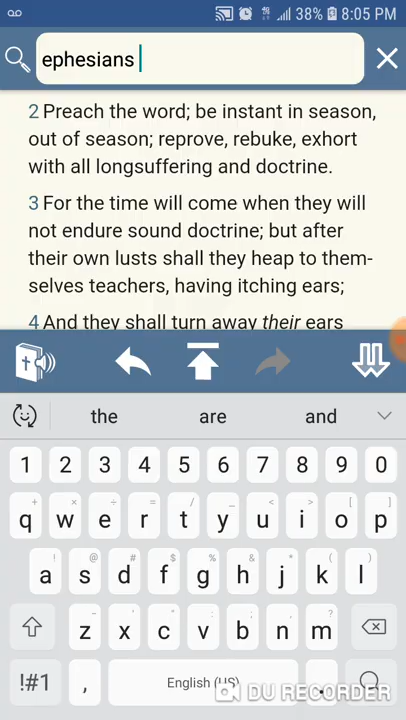 38% 8:05 PM
ephesians
2 Preach the word; be instant in season,
out of season; reprove, rebuke, exhort
with all longsuffering and doctrine.
3 For the time will come when they will
not endure sound doctrine; but after
their own lusts shall they heap to them-
selves teachers, having itching ears;
4 And they shall turn away their ears
the are and
1 2 3 4 5 6 7 8 9 0
+ × ÷ = / _ < > [ ]
q w e r t y u i o p
! @ # $ % & * ( )
a s d f g h j k l
- ' " : ; , ?
z x c v b n m
!#1 , English (US) .
DU RECORDER